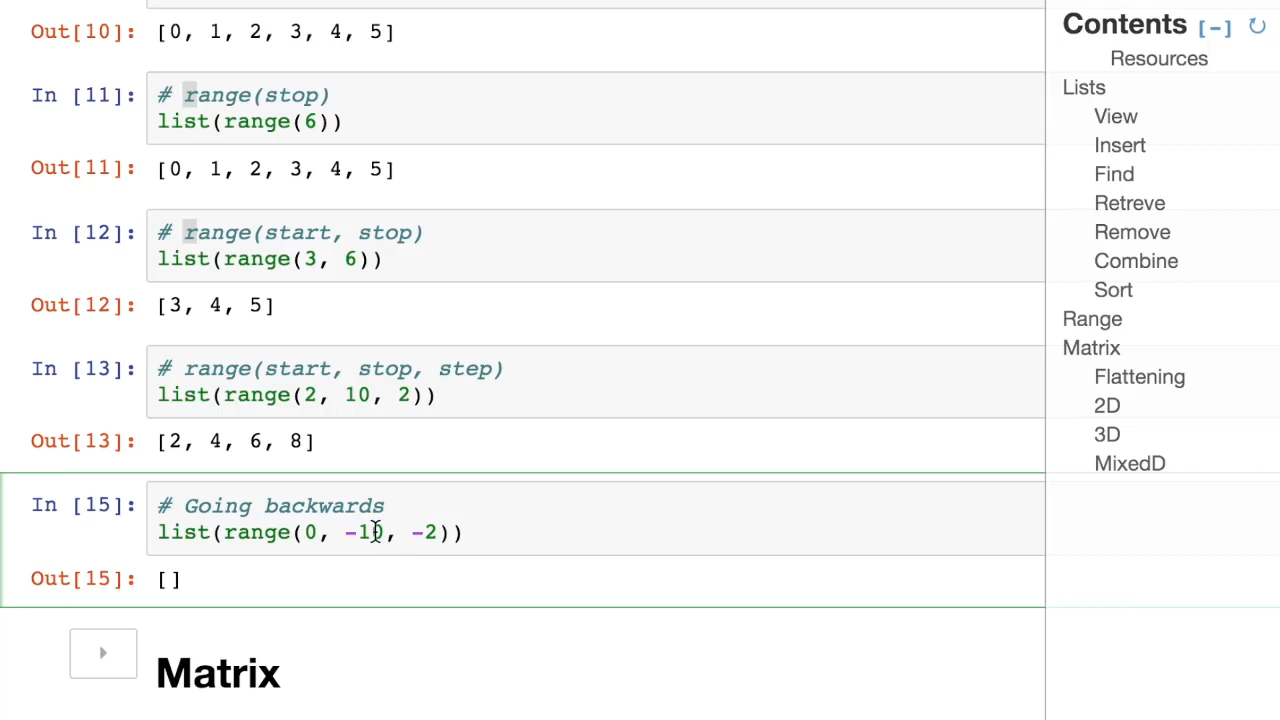 Out[10]: [0, 1, 2, 3, 4, 5]
In [11]: # range(stop)
list(range(6))
Out[11]: [0, 1, 2, 3, 4, 5]
In [12]: # range(start, stop)
list(range(3, 6))
Out[12]: [3, 4, 5]
In [13]: # range(start, stop, step)
list(range(2, 10, 2))
Out[13]: [2, 4, 6, 8]
In [15]: # Going backwards
list(range(0, -10, -2))
Out[15]: []
Matrix
Contents [-]
Resources
Lists
View
Insert
Find
Retreve
Remove
Combine
Sort
Range
Matrix
Flattening
2D
3D
MixedD